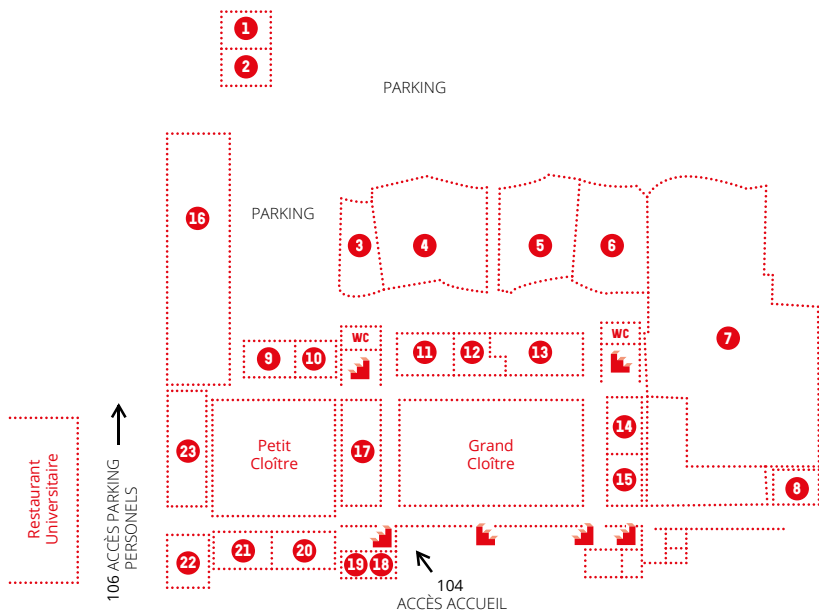 1
2
PARKING
16
PARKING
3
4
5
6
7
WC
WC
9
10
11
12
13
14
23
Petit
Cloître
17
Grand
Cloître
15
8
Restaurant
Universitaire
106 ACCÈS PARKING
PERSONELS
22
21
20
19
18
104
ACCÈS ACCUEIL